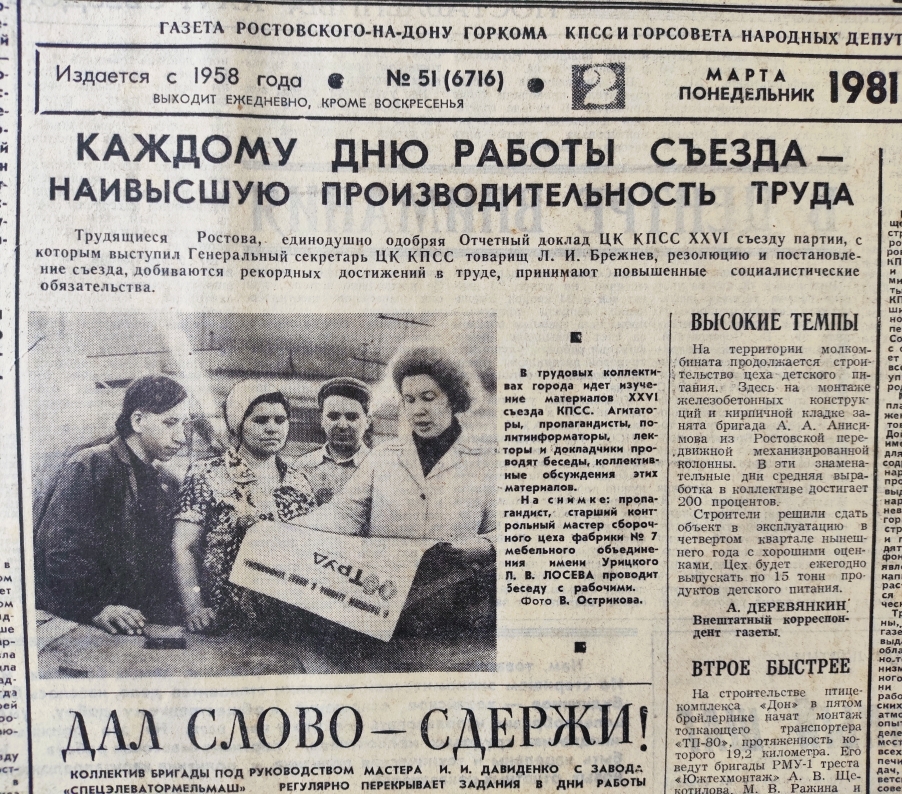 ГАЗЕТА РОСТОВСКОГО-НА-ДОНУ ГОРКОМА КПСС И ГОРСОВЕТА НАРОДНЫХ ДЕПУТ
Издается с 1958 года • № 51 (6716) • 2 МАРТА
ВЫХОДИТ ЕЖЕДНЕВНО, КРОМЕ ВОСКРЕСЕНЬЯ ПОНЕДЕЛЬНИК 1981
КАЖДОМУ ДНЮ РАБОТЫ СЪЕЗДА —
НАИВЫСШУЮ ПРОИЗВОДИТЕЛЬНОСТЬ ТРУДА
Трудящиеся Ростова, единодушно одобряя Отчетный доклад ЦК КПСС XXVI съезду партии, с
которым выступил Генеральный секретарь ЦК КПСС товарищ Л. И. Брежнев, резолюцию и постановле-
ние съезда, добиваются рекордных достижений в труде, принимают повышенные социалистические
обязательства.
ТРУД
В трудовых коллекти-
вах города идет изуче-
ние материалов XXVI
съезда КПСС. Агитато-
ры, пропагандисты, по-
литинформаторы, лек-
торы и докладчики про-
водят беседы, коллектив-
ные обсуждения этих
материалов.
На снимке: пропа-
гандист, старший конт-
рольный мастер сбороч-
ного цеха фабрики № 7
мебельного объедине-
ния имени Урицкого
Л. В. ЛОСЕВА проводит
беседу с рабочими.
Фото В. Острикова.
ВЫСОКИЕ ТЕМПЫ
На территории молком-
бината продолжается строи-
тельство цеха детского пи-
тания. Здесь на монтаже
железобетонных конструк-
ций и кирпичной кладке за-
нята бригада А. А. Аниси-
мова из Ростовской пере-
движной механизированной
колонны. В эти знамена-
тельные дни средняя выра-
ботка в коллективе достигает
200 процентов.
Строители решили сдать
объект в эксплуатацию в
четвертом квартале нынеш-
него года с хорошими оцен-
ками. Цех будет ежегодно
выпускать по 15 тонн про-
дуктов детского питания.
А. ДЕРЕВЯНКИН,
Внештатный корреспон-
дент газеты.
ВТРОЕ БЫСТРЕЕ
На строительстве птице-
комплекса «Дон» в пятом
бройлернике начат монтаж
толкающего транспортера
«ТП-80», протяженность ко-
торого 19,2 километра. Его
ведут бригады РМУ-1 треста
«Южтехмонтаж» А. В. Ще-
котилова, М. В. Ражина и
ДАЛ СЛОВО — СДЕРЖИ!
КОЛЛЕКТИВ БРИГАДЫ ПОД РУКОВОДСТВОМ МАСТЕРА И. И. ДАВИДЕНКО С ЗАВОДА
«СПЕЦЭЛЕВАТОРМЕЛЬМАШ» РЕГУЛЯРНО ПЕРЕКРЫВАЕТ ЗАДАНИЯ В ДНИ РАБОТЫ